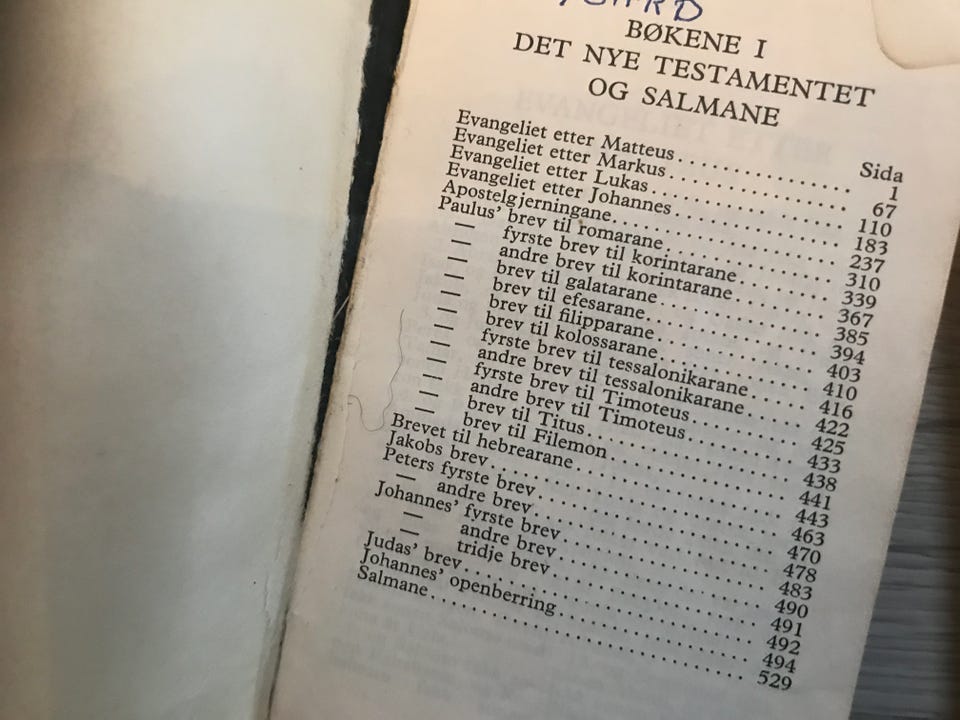 BØKENE I
DET NYE TESTAMENTET
OG SALMANE
Sida
Evangeliet etter Matteus . . . . . . . . . . . . . . 1
Evangeliet etter Markus . . . . . . . . . . . . . . 67
Evangeliet etter Lukas . . . . . . . . . . . . . . 110
Evangeliet etter Johannes . . . . . . . . . . . . . 183
Apostelgjerningane . . . . . . . . . . . . . . . . 237
Paulus’ brev til romarane . . . . . . . . . . . . . 310
— fyrste brev til korintarane . . . . . . . . 339
— andre brev til korintarane . . . . . . . . 367
— brev til galatarane . . . . . . . . . . . . 385
— brev til efesarane . . . . . . . . . . . . 394
— brev til filipparane . . . . . . . . . . . . 403
— brev til kolossarane . . . . . . . . . . . 410
— fyrste brev til tessalonikarane . . . . . 416
— andre brev til tessalonikarane . . . . . 422
— fyrste brev til Timoteus . . . . . . . . . 425
— andre brev til Timoteus . . . . . . . . . 433
— brev til Titus . . . . . . . . . . . . . . 438
— brev til Filemon . . . . . . . . . . . . . 441
Brevet til hebrearane . . . . . . . . . . . . . . . 443
Jakobs brev . . . . . . . . . . . . . . . . . . . 463
Peters fyrste brev . . . . . . . . . . . . . . . . 470
— andre brev . . . . . . . . . . . . . . . . 478
Johannes’ fyrste brev . . . . . . . . . . . . . . . 483
— andre brev . . . . . . . . . . . . . . . 490
— tridje brev . . . . . . . . . . . . . . . 491
Judas’ brev . . . . . . . . . . . . . . . . . . . . 492
Johannes’ openberring . . . . . . . . . . . . . . 494
Salmane . . . . . . . . . . . . . . . . . . . . . 529